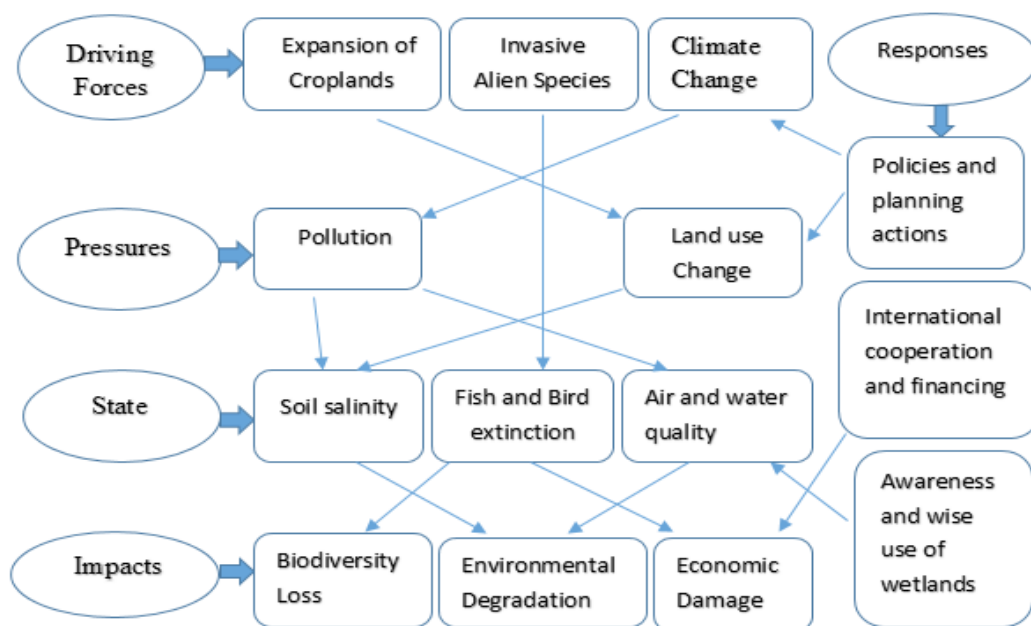 Driving
Forces
Expansion of
Croplands
Invasive
Alien Species
Climate
Change
Responses
Policies and
planning
actions
Pressures
Pollution
Land use
Change
International
cooperation
and financing
State
Soil salinity
Fish and Bird
extinction
Air and water
quality
Awareness
and wise
use of
wetlands
Impacts
Biodiversity
Loss
Environmental
Degradation
Economic
Damage